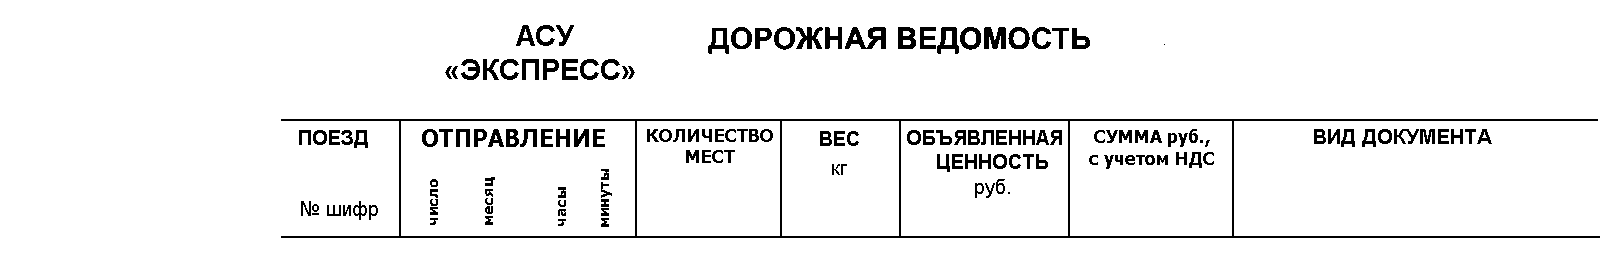 АСУ
«ЭКСПРЕСС»
ДОРОЖНАЯ ВЕДОМОСТЬ
ПОЕЗД
№ шифр
ОТПРАВЛЕНИЕ
число
месяц
часы
минуты
КОЛИЧЕСТВО
МЕСТ
ВЕС
кг
ОБЪЯВЛЕННАЯ
ЦЕННОСТЬ
руб.
СУММА руб.,
с учетом НДС
ВИД ДОКУМЕНТА